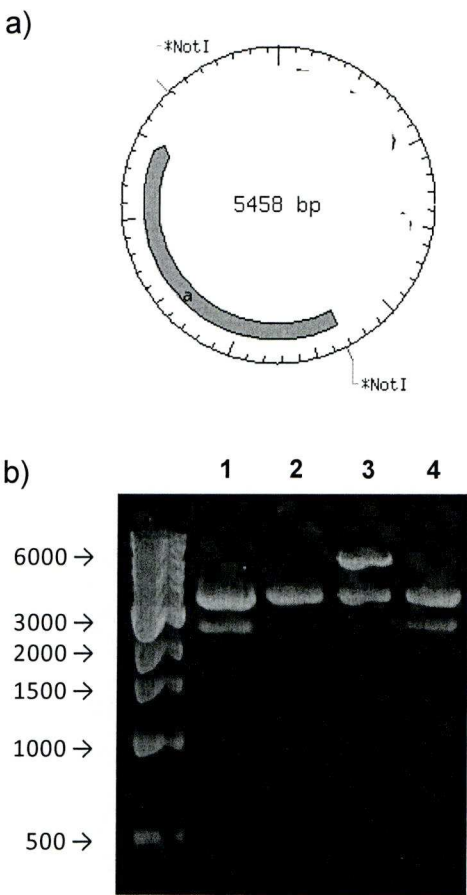 a)
*NotI
5458 bp
a
*NotI
b)
1 2 3 4
6000 →
3000 →
2000 →
1500 →
1000 →
500 →